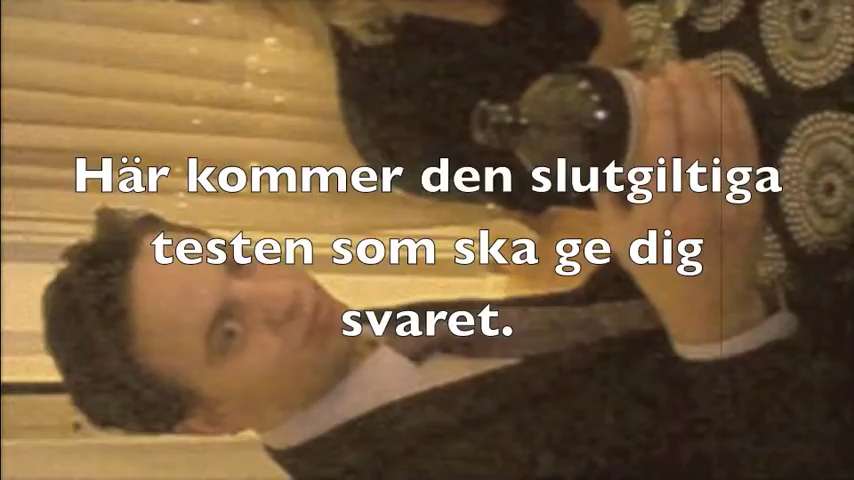 Här kommer den slutgiltiga
testen som ska ge dig
svaret.